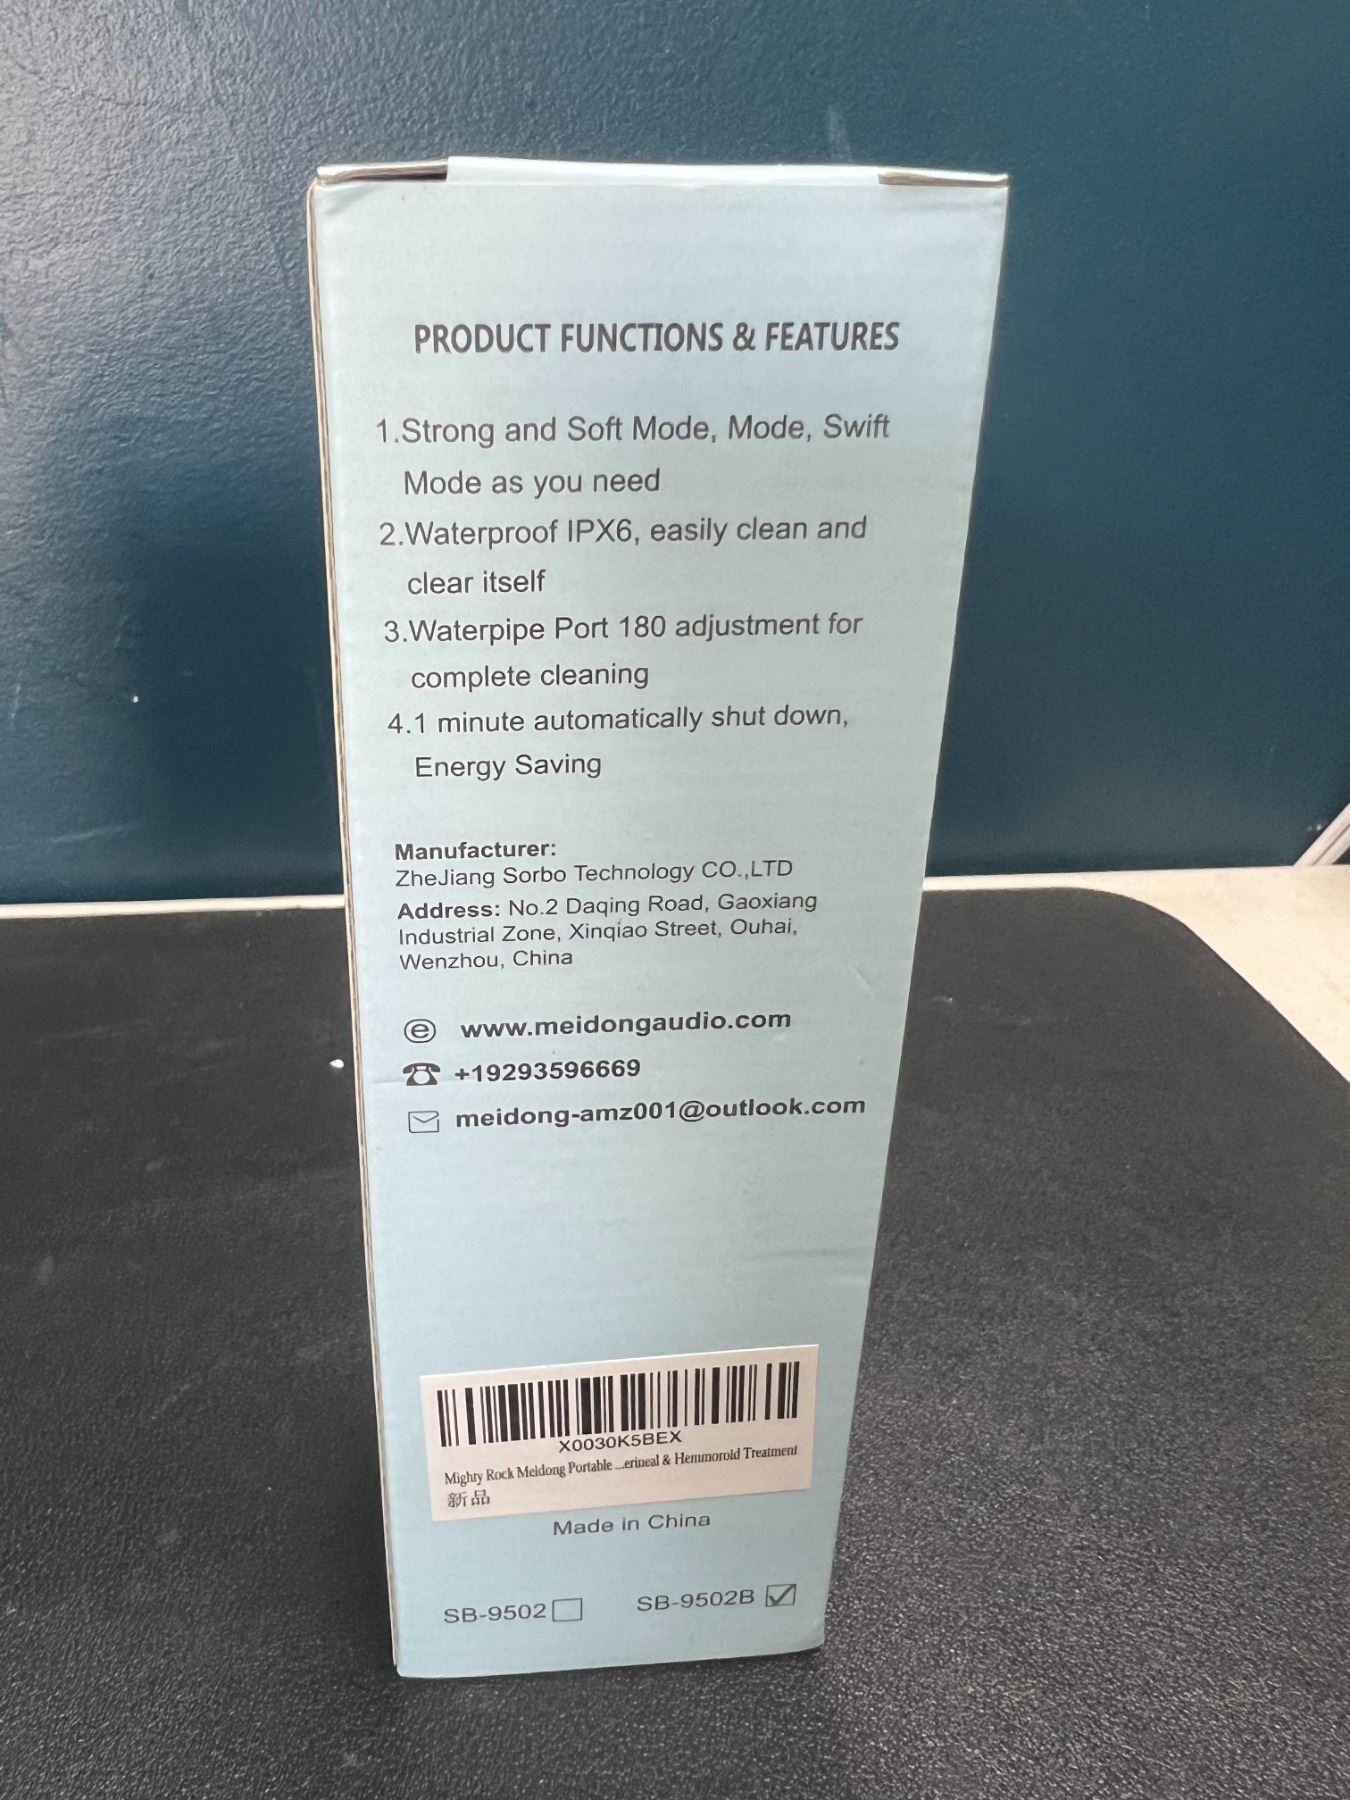 PRODUCT FUNCTIONS & FEATURES
1.Strong and Soft Mode, Mode, Swift
Mode as you need
2.Waterproof IPX6, easily clean and
clear itself
3.Waterpipe Port 180 adjustment for
complete cleaning
4.1 minute automatically shut down,
Energy Saving
Manufacturer:
ZheJiang Sorbo Technology CO.,LTD
Address: No.2 Daqing Road, Gaoxiang
Industrial Zone, Xinqiao Street, Ouhai,
Wenzhou, China
www.meidongaudio.com
+19293596669
meidong-amz001@outlook.com
X0030K5BEX
Mighty Rock Meidong Portable ...erineal & Hemmoroid Treatment
新品
Made in China
SB-9502 SB-9502B